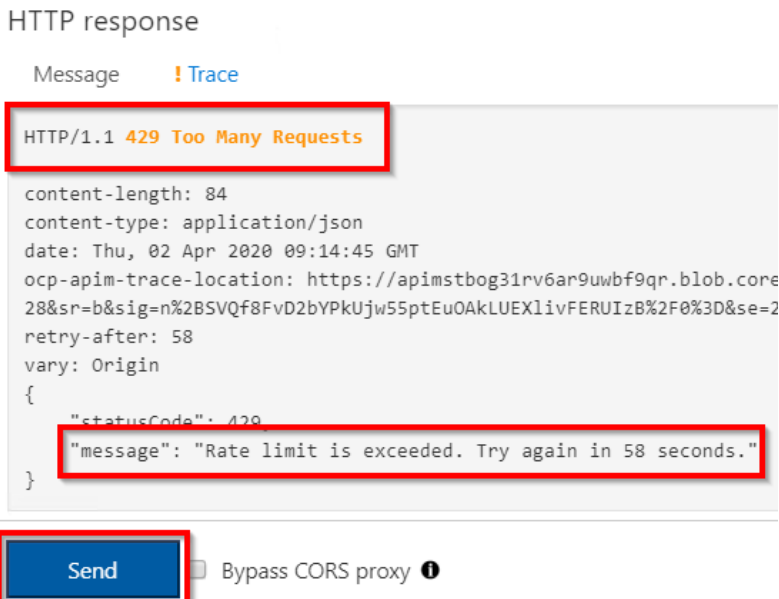 HTTP response
Message ! Trace
HTTP/1.1 429 Too Many Requests
content-length: 84
content-type: application/json
date: Thu, 02 Apr 2020 09:14:45 GMT
ocp-apim-trace-location: https://apimstbog31rv6ar9uwbf9qr.blob.core
28&sr=b&sig=n%2BSVQf8FvD2bYPkUjw55ptEuOAkLUEXlivFERUIzB%2F0%3D&se=2
retry-after: 58
vary: Origin
{
"statusCode": 429,
"message": "Rate limit is exceeded. Try again in 58 seconds."
}
Send Bypass CORS proxy i